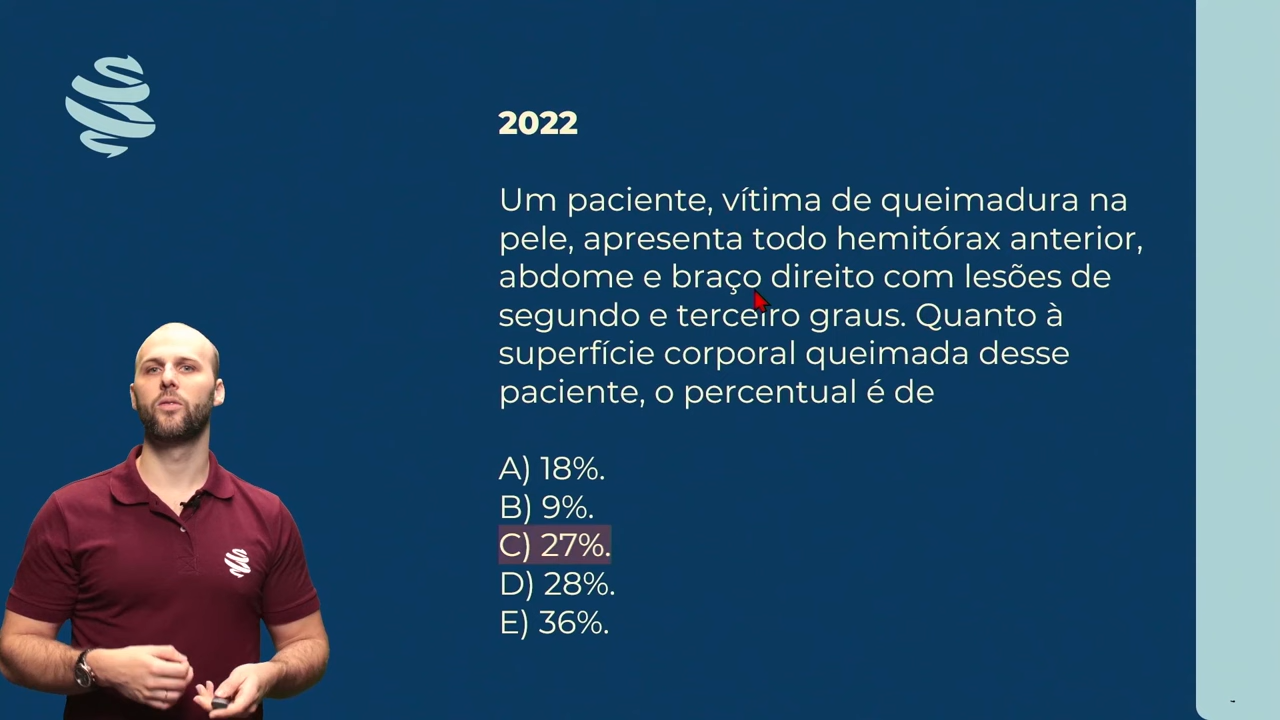 2022
Um paciente, vítima de queimadura na
pele, apresenta todo hemitórax anterior,
abdome e braço direito com lesões de
segundo e terceiro graus. Quanto à
superfície corporal queimada desse
paciente, o percentual é de
A) 18%.
B) 9%.
C) 27%.
D) 28%.
E) 36%.